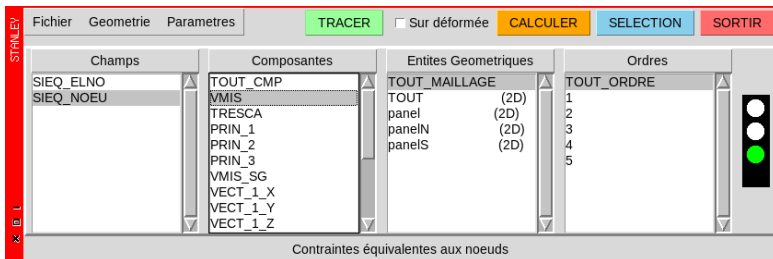 STANLEY
Fichier Geometrie Parametres TRACER Sur déformée CALCULER SELECTION SORTIR
Champs
SIEQ_ELNO
SIEQ_NOEU
Composantes
TOUT_CMP
VMIS
TRESCA
PRIN_1
PRIN_2
PRIN_3
VMIS_SG
VECT_1_X
VECT_1_Y
VECT_1_Z
Entites Geometriques
TOUT_MAILLAGE
TOUT (2D)
panel (2D)
panelN (2D)
panelS (2D)
Ordres
TOUT_ORDRE
1
2
3
4
5
Contraintes équivalentes aux noeuds